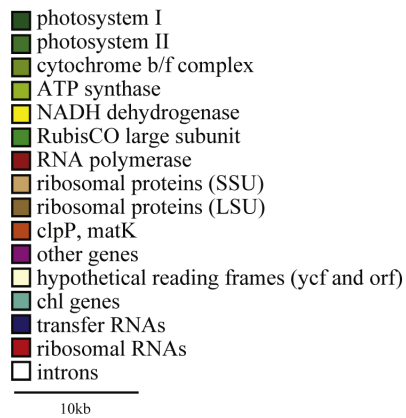 photosystem I
photosystem II
cytochrome b/f complex
ATP synthase
NADH dehydrogenase
RubisCO large subunit
RNA polymerase
ribosomal proteins (SSU)
ribosomal proteins (LSU)
clpP, matK
other genes
hypothetical reading frames (ycf and orf)
chl genes
transfer RNAs
ribosomal RNAs
introns
10kb